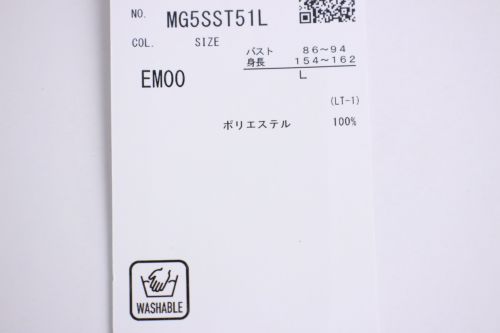 NO. MG5SST51L
COL. SIZE
バスト 86~94
身長 154~162
EM00 L
(LT-1)
ポリエステル 100%
WASHABLE